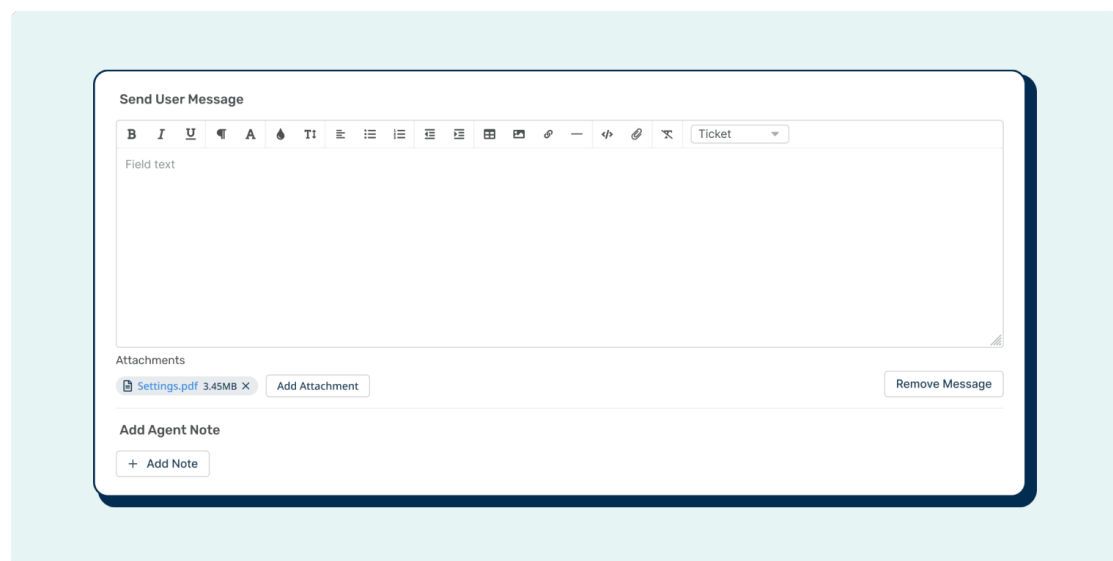 Send User Message
B I U ¶ A T Ticket
Field text
Attachments
Settings.pdf 3.45MB Add Attachment Remove Message
Add Agent Note
+ Add Note